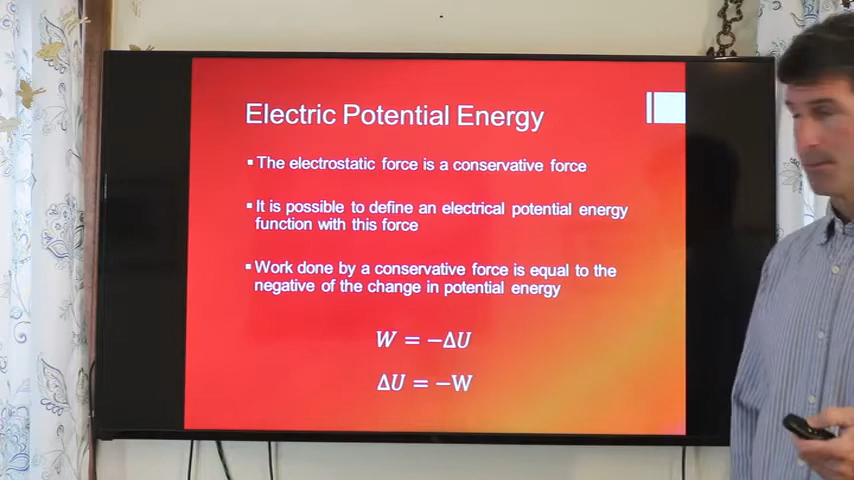 Electric Potential Energy
▪ The electrostatic force is a conservative force
▪ It is possible to define an electrical potential energy
function with this force
▪ Work done by a conservative force is equal to the
negative of the change in potential energy
W = −ΔU
ΔU = −W